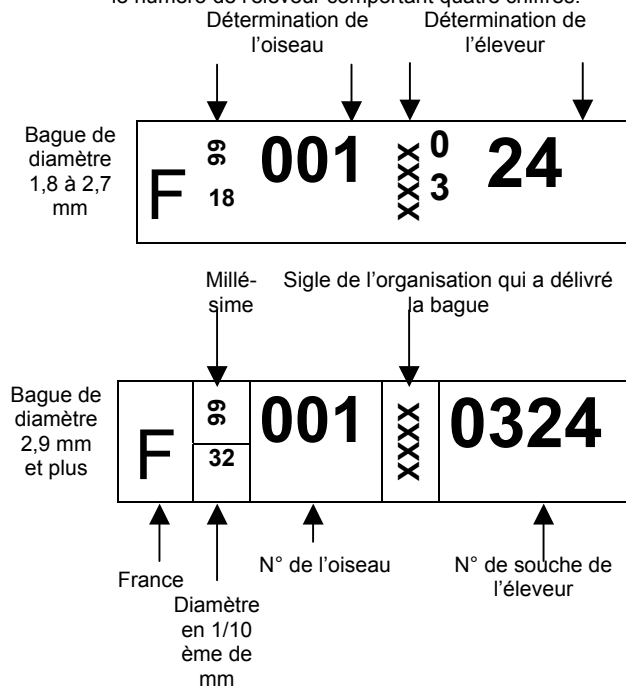 le numéro de l'éleveur comportant quatre chiffres.
Détermination de
l'oiseau
Détermination de
l'éleveur
Bague de
diamètre
1,8 à 2,7
mm
F
99
18
001
XXXX
0
3
24
Millé-
sime
Sigle de l'organisation qui a délivré
la bague
Bague de
diamètre
2,9 mm
et plus
F
99
32
001
XXXX
0324
France
Diamètre
en 1/10
ème de
mm
N° de l'oiseau
N° de souche de
l'éleveur